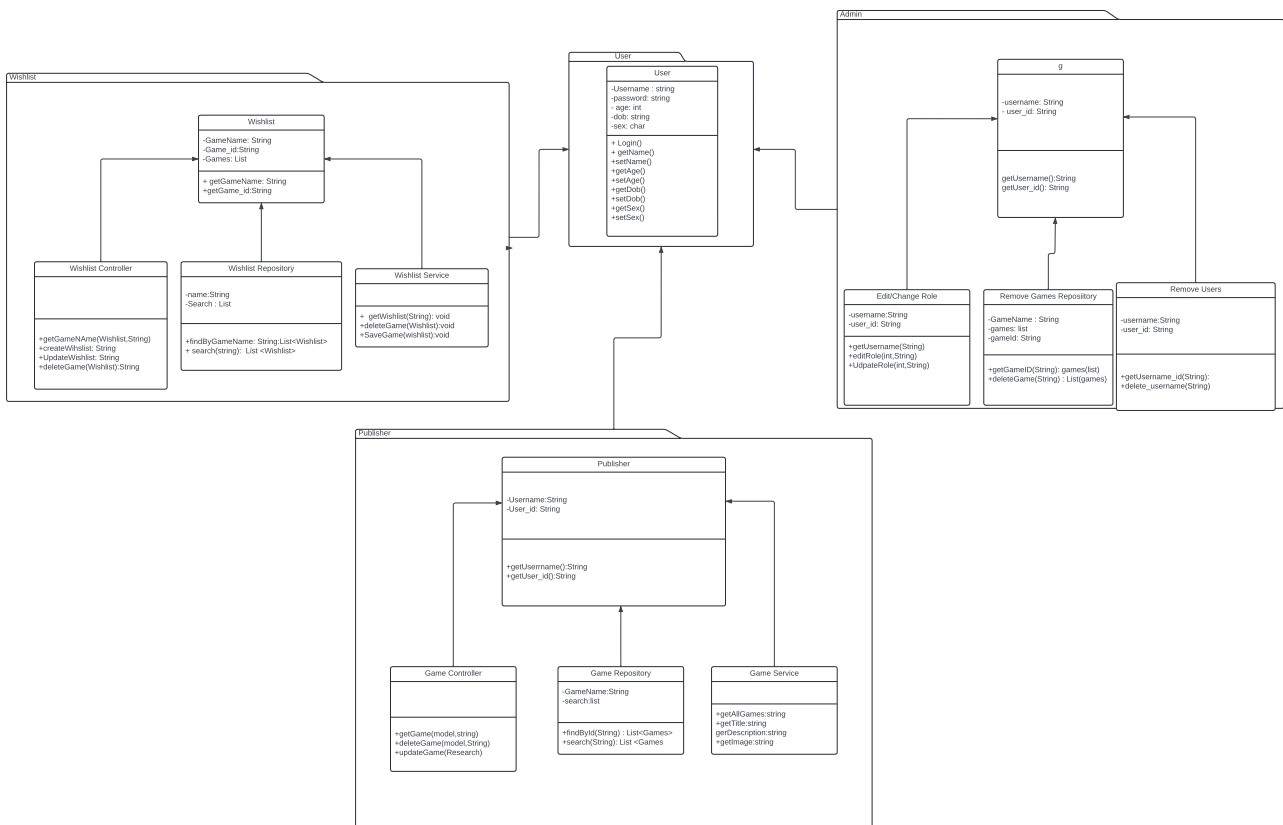 Wishlist
Wishlist
-GameName: String
-Game_id:String
-Games: List
+ getGameName: String
+getGame_id:String
Wishlist Controller
+getGameNAme(Wishlist,String)
+createWihslist: String
+UpdateWishlist: String
+deleteGame(Wishlist):String
Wishlist Repository
-name:String
-Search : List
+findByGameName: String:List<Wishlist>
+ search(string): List <Wishlist>
Wishlist Service
+ getWishlist(String): void
+deleteGame(Wishlist):void
+SaveGame(wishlist):void
User
User
-Username : string
-password: string
- age: int
-dob: string
-sex: char
+ Login()
+ getName()
+setName()
+getAge()
+setAge()
+getDob()
+setDob()
+getSex()
+setSex()
Admin
g
-username: String
- user_id: String
getUsername():String
getUser_id(): String
Edit/Change Role
-username:String
-user_id: String
+getUsername(String)
+editRole(int,String)
+UdpateRole(int,String)
Remove Games Reposiitory
-GameName : String
-games: list
-gameId: String
+getGameID(String): games(list)
+deleteGame(String) : List(games)
Remove Users
-username:String
-user_id: String
+getUsername_id(String):
+delete_username(String)
Publisher
Publisher
-Username:String
-User_id: String
+getUserrname():String
+getUser_id():String
Game Controller
+getGame(model,string)
+deleteGame(model,String)
+updateGame(Research)
Game Repository
-GameName:String
-search:list
+findById(String) : List<Games>
+search(String): List <Games
Game Service
+getAllGames:string
+getTitle:string
gerDescription:string
+getImage:string